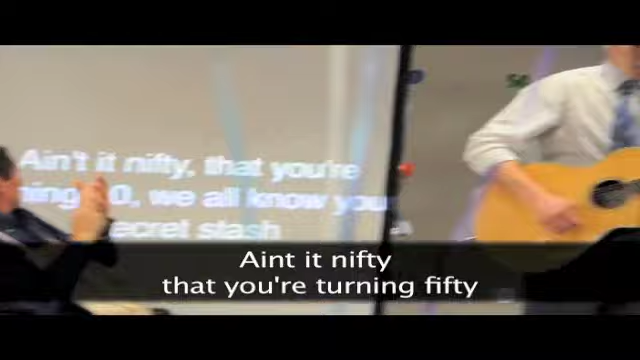 Ain't it nifty, that you're
0, we all know you
secret stash
Aint it nifty
that you're turning fifty